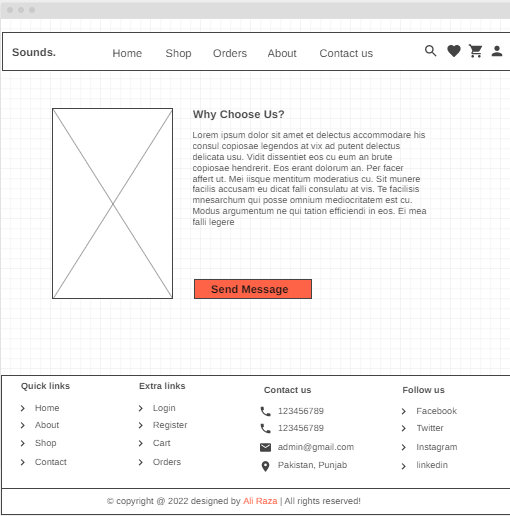 Sounds.
Home Shop Orders About Contact us
Why Choose Us?
Lorem ipsum dolor sit amet et delectus accommodare his
consul copiosae legendos at vix ad putent delectus
delicata usu. Vidit dissentiet eos cu eum an brute
copiosae hendrerit. Eos erant dolorum an. Per facer
affert ut. Mei iisque mentitum moderatius cu. Sit munere
facilis accusam eu dicat falli consulatu at vis. Te facilisis
mnesarchum qui posse omnium mediocritatem est cu.
Modus argumentum ne qui tation efficiendi in eos. Ei mea
falli legere
Send Message
Quick links
Home
About
Shop
Contact
Extra links
Login
Register
Cart
Orders
Contact us
123456789
123456789
admin@gmail.com
Pakistan, Punjab
Follow us
Facebook
Twitter
Instagram
linkedin
© copyright @ 2022 designed by Ali Raza | All rights reserved!